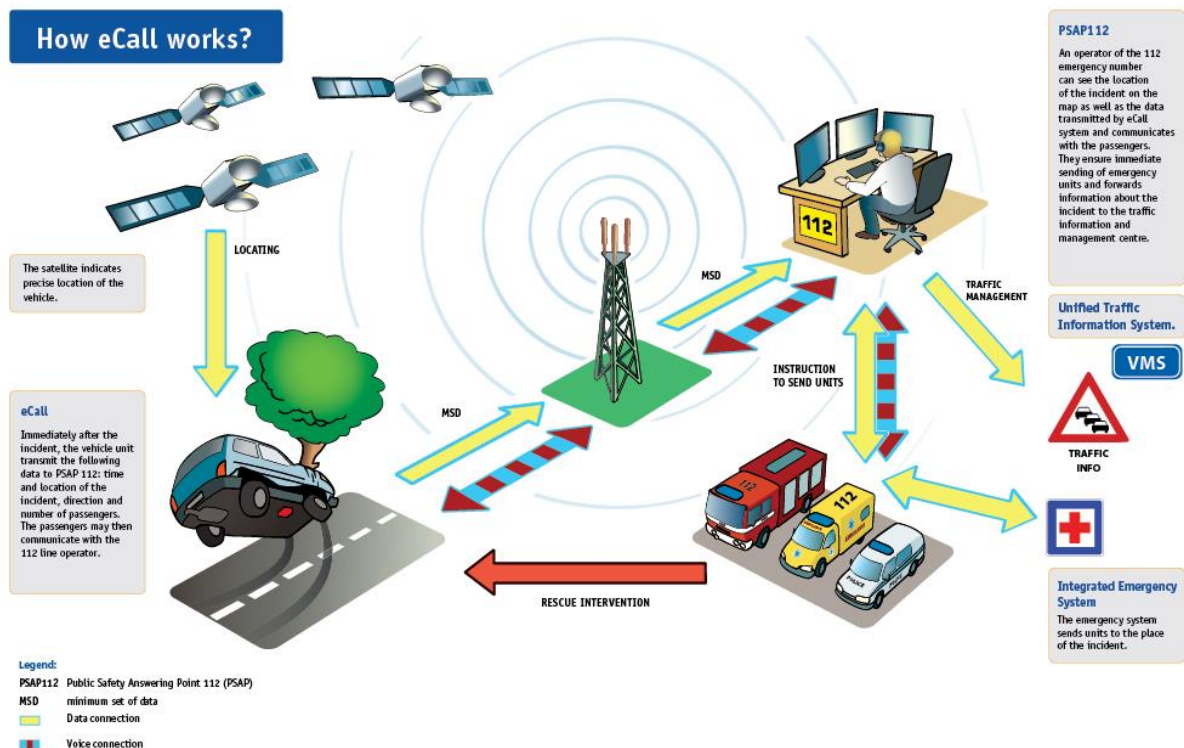 How eCall works?
The satellite indicates
precise location of the
vehicle.
LOCATING
eCall
Immediately after the
incident, the vehicle unit
transmit the following
data to PSAP 112: time
and location of the
incident, direction and
number of passengers.
The passengers may then
communicate with the
112 line operator.
MSD
MSD
112
PSAP112
An operator of the 112
emergency number
can see the location
of the incident on the
map as well as the data
transmitted by eCall
system and communicates
with the passengers.
They ensure immediate
sending of emergency
units and forwards
information about the
incident to the traffic
information and
management centre.
TRAFFIC
MANAGEMENT
Unified Traffic
Information System.
VMS
TRAFFIC
INFO
INSTRUCTION
TO SEND UNITS
112
112
AMBULANCE
POLICE
RESCUE INTERVENTION
Integrated Emergency
System
The emergency system
sends units to the place
of the incident.
Legend:
PSAP112 Public Safety Answering Point 112 (PSAP)
MSD minimum set of data
Data connection
Voice connection